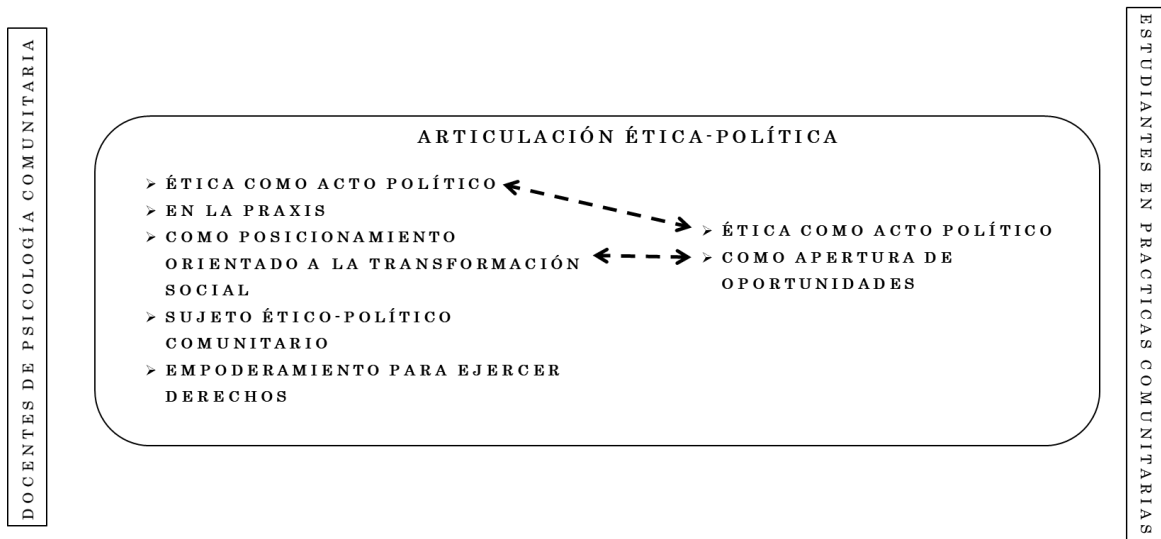 DOCENTES DE PSICOLOGÍA COMUNITARIA
ARTICULACIÓN ÉTICA-POLÍTICA
➢ ÉTICA COMO ACTO POLÍTICO
➢ EN LA PRAXIS
➢ COMO POSICIONAMIENTO
ORIENTADO A LA TRANSFORMACIÓN
SOCIAL
➢ SUJETO ÉTICO-POLÍTICO
COMUNITARIO
➢ EMPODERAMIENTO PARA EJERCER
DERECHOS
➢ ÉTICA COMO ACTO POLÍTICO
➢ COMO APERTURA DE
OPORTUNIDADES
ESTUDIANTES EN PRACTICAS COMUNITARIAS